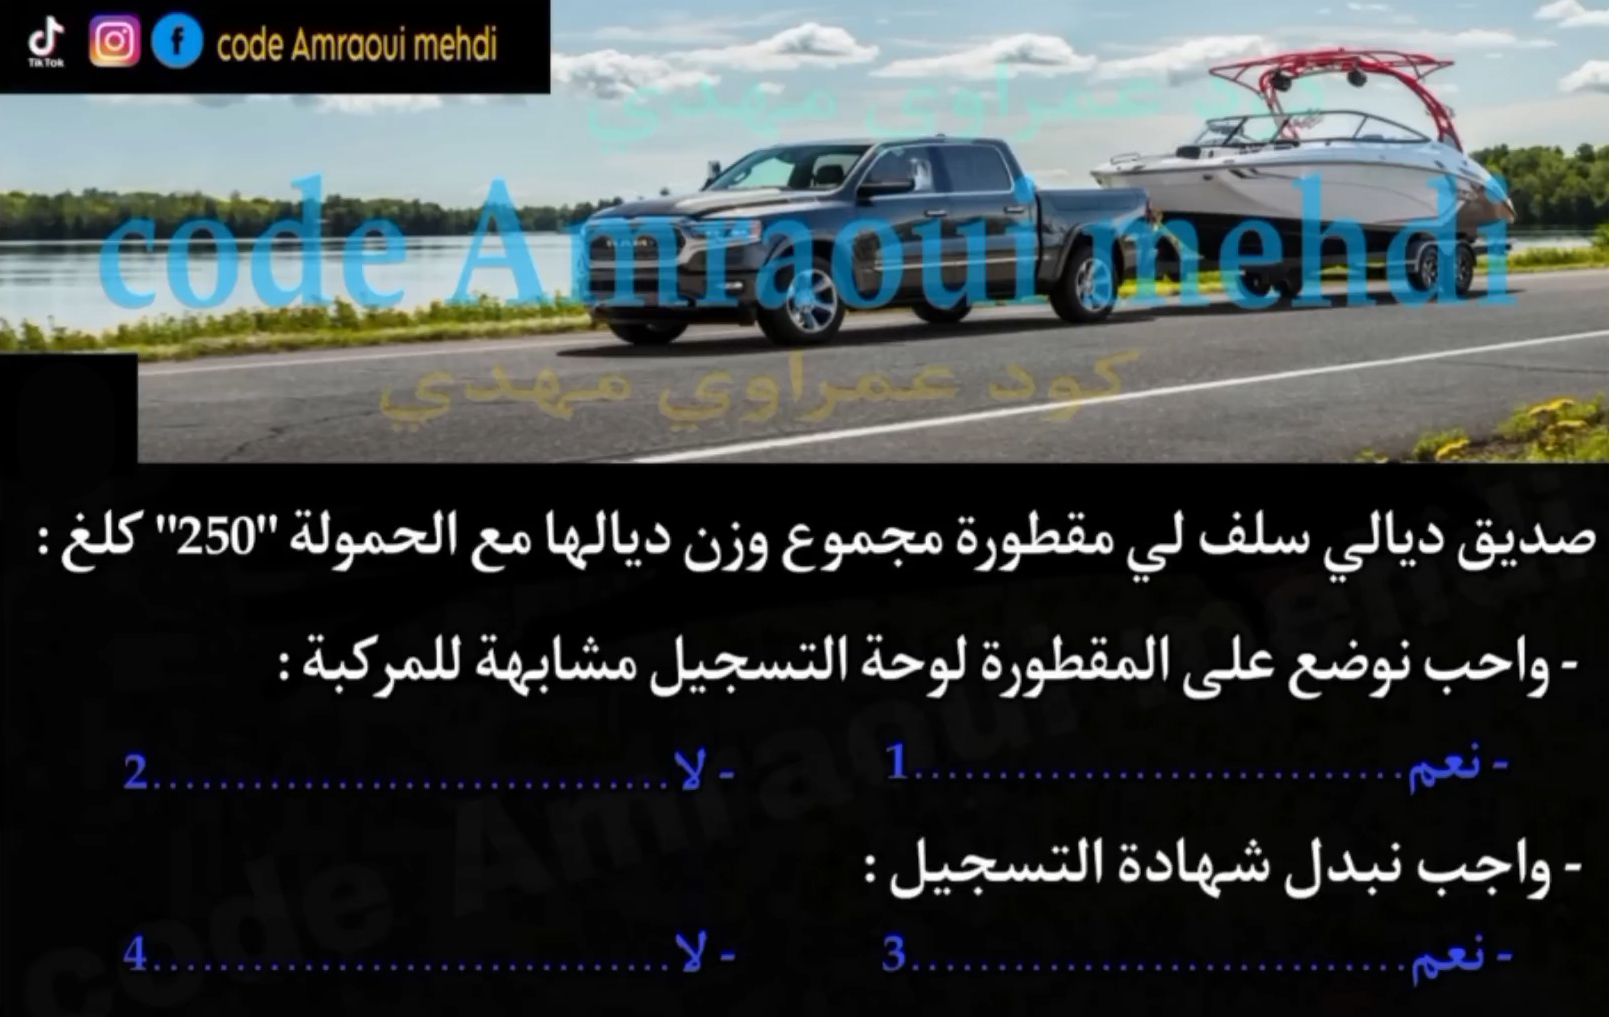 TikTok code Amraoui mehdi
كود عمراوي مهدي
code Amraoui mehdi
كود عمراوي مهدي
صديق ديالي سلف لي مقطورة مجموع وزن ديالها مع الحمولة "250" كلغ :
- واحب نوضع على المقطورة لوحة التسجيل مشابهة للمركبة :
- نعم..............................1 - لا..............................2
- واجب نبدل شهادة التسجيل :
- نعم..............................3 - لا..............................4
code Amraoui mehdi